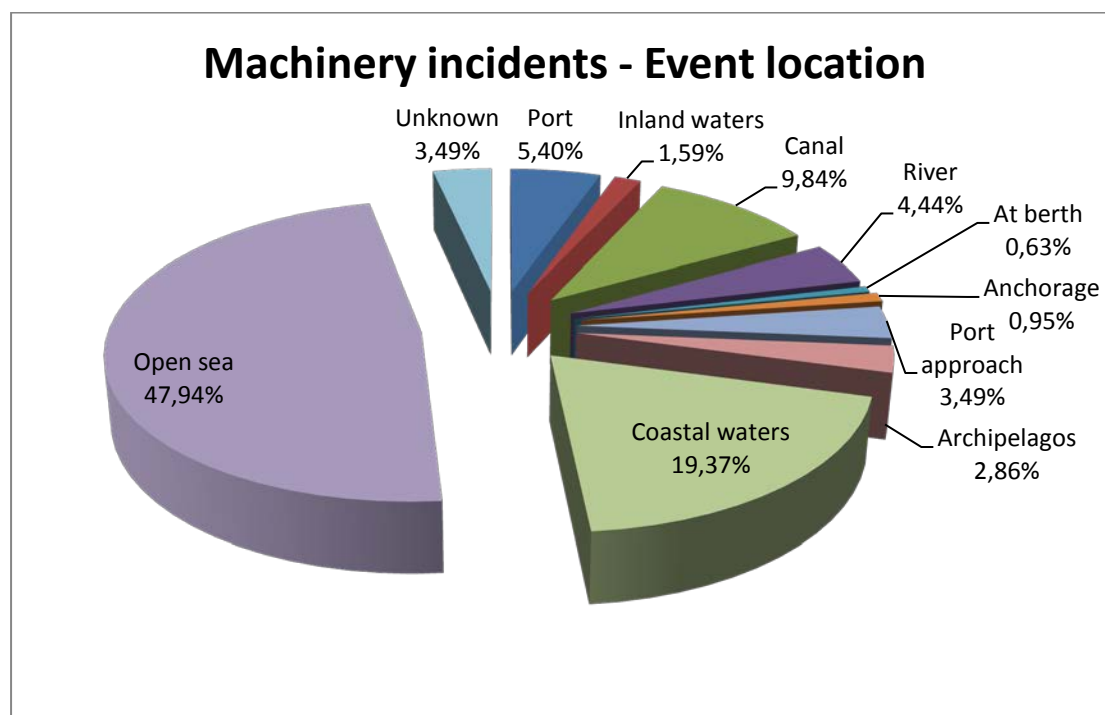 Machinery incidents - Event location
Unknown
3,49%
Port
5,40%
Inland waters
1,59%
Canal
9,84%
River
4,44%
At berth
0,63%
Anchorage
0,95%
Port
approach
3,49%
Archipelagos
2,86%
Coastal waters
19,37%
Open sea
47,94%